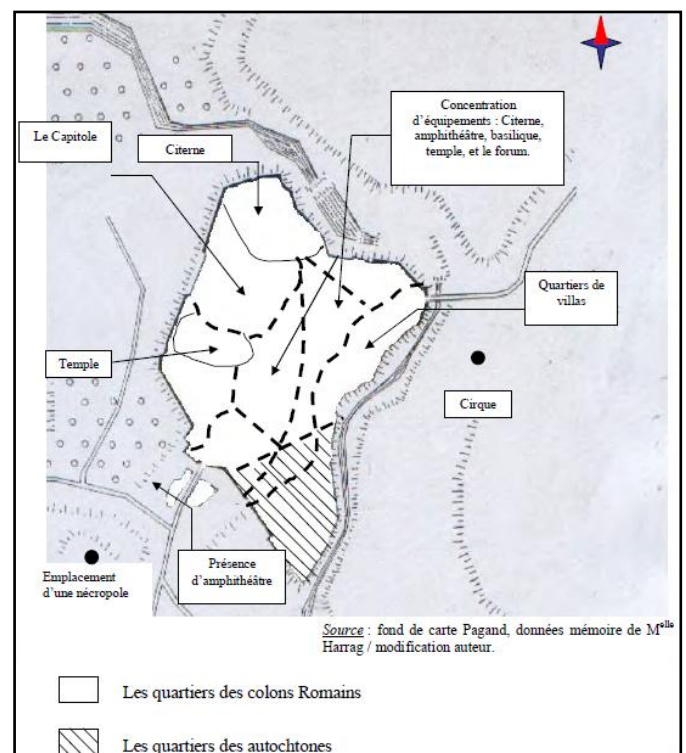 Concentration
d'équipements : Citerne,
amphithéâtre, basilique,
temple, et le forum.
Le Capitole
Citerne
Quartiers de
villas
Temple
Cirque
Présence
d'amphithéâtre
Emplacement
d'une nécropole
Source : fond de carte Pagand, données mémoire de Melle
Harrag / modification auteur.
Les quartiers des colons Romains
Les quartiers des autochtones